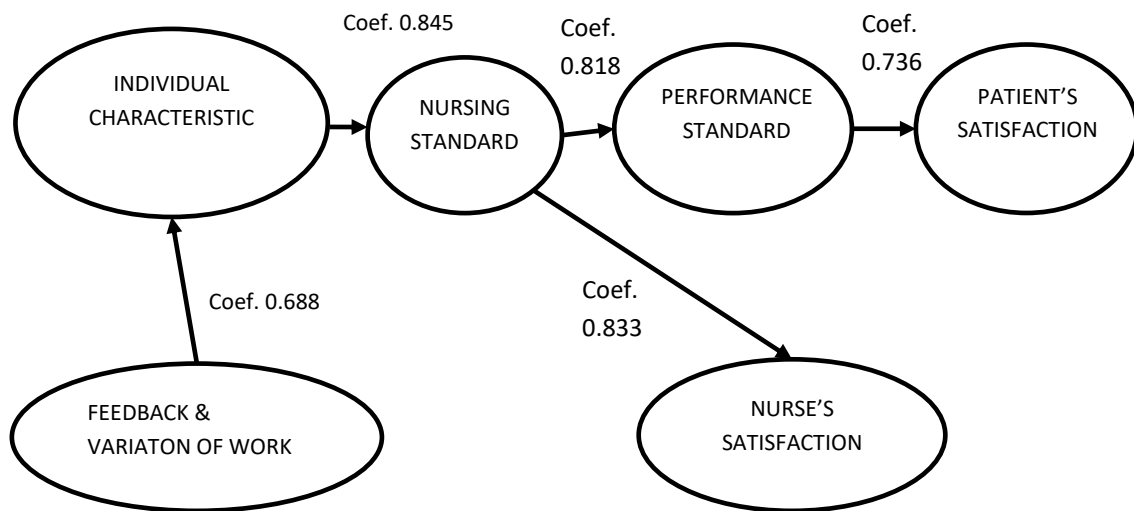 Coef. 0.845
Coef.
0.818
Coef.
0.736
INDIVIDUAL
CHARACTERISTIC
NURSING
STANDARD
PERFORMANCE
STANDARD
PATIENT’S
SATISFACTION
Coef. 0.688
Coef.
0.833
FEEDBACK &
VARIATON OF WORK
NURSE’S
SATISFACTION